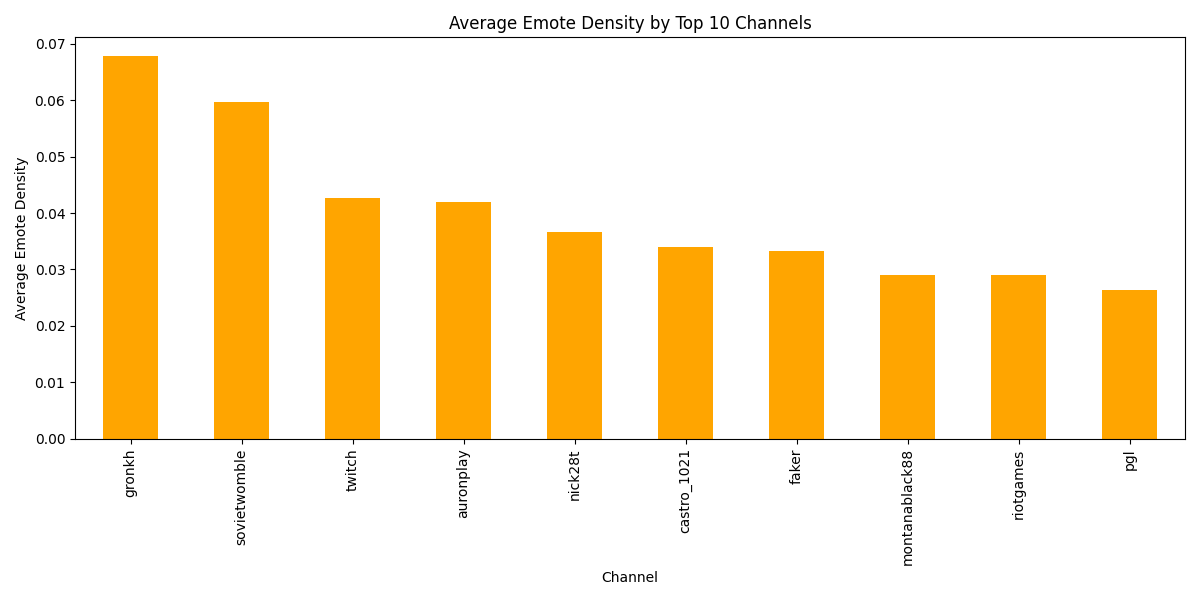 Average Emote Density by Top 10 Channels
Average Emote Density
0.07
0.06
0.05
0.04
0.03
0.02
0.01
0.00
gronkh
sovietwomble
twitch
auronplay
nick28t
castro_1021
faker
montanablack88
riotgames
pgl
Channel